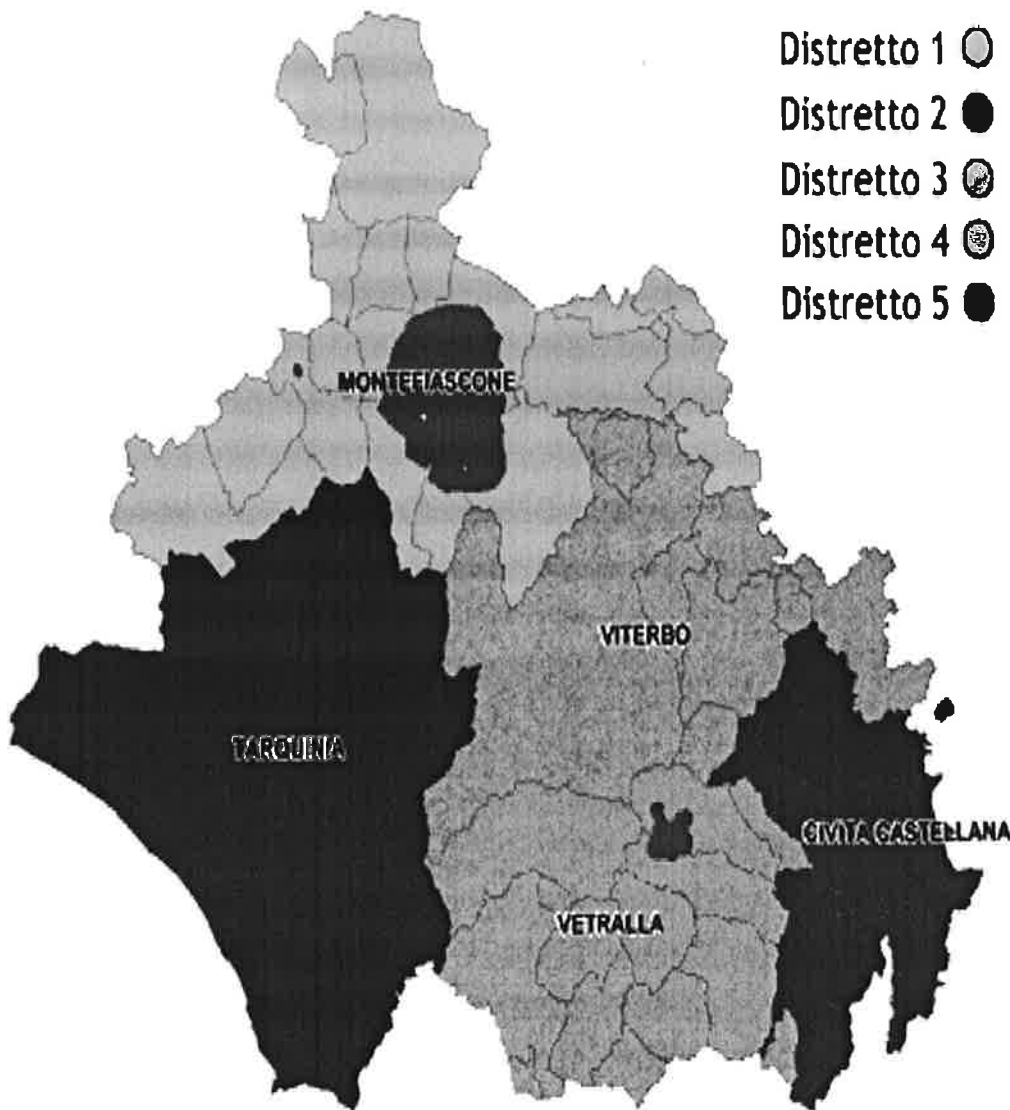 Distretto 1
Distretto 2
Distretto 3
Distretto 4
Distretto 5
MONTEFIASCONE
VITERBO
TARQUINIA
CIVITA CASTELLANA
VETRALLA